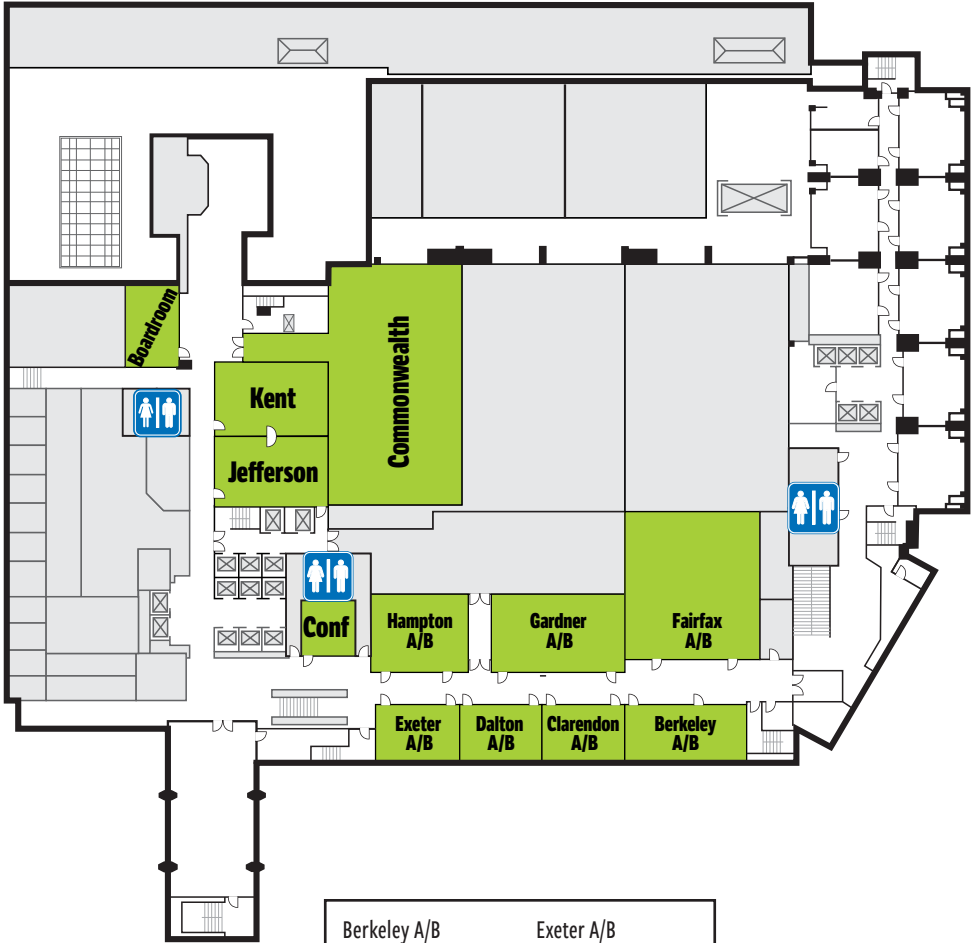 Boardroom
Commonwealth
Kent
Jefferson
Conf
Hampton
A/B
Gardner
A/B
Fairfax
A/B
Exeter
A/B
Dalton
A/B
Clarendon
A/B
Berkeley
A/B
Berkeley A/B
Exeter A/B